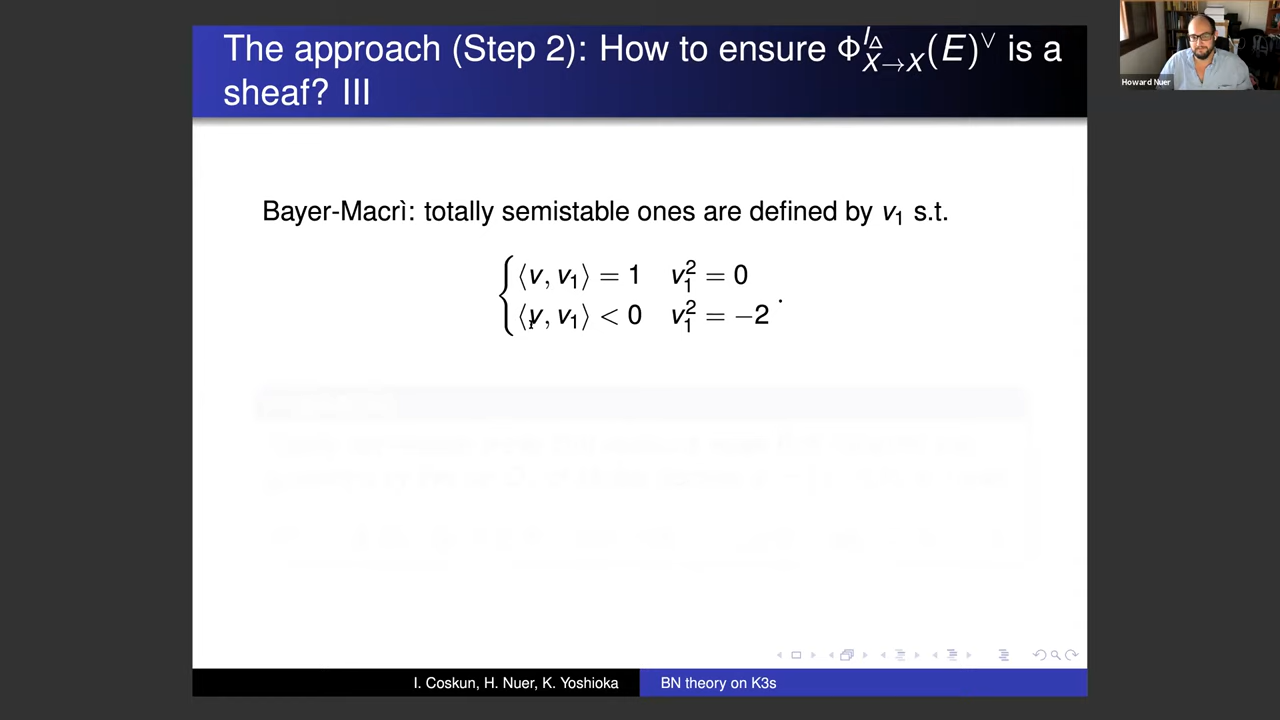 The approach (Step 2): How to ensure Φ^{I_Δ}_{X→X}(E)^∨ is a
sheaf? III
Howard Nuer
Bayer-Macrì: totally semistable ones are defined by v₁ s.t.
{ ⟨v, v₁⟩ = 1 v₁² = 0
⟨v, v₁⟩ < 0 v₁² = −2 .
I. Coskun, H. Nuer, K. Yoshioka BN theory on K3s